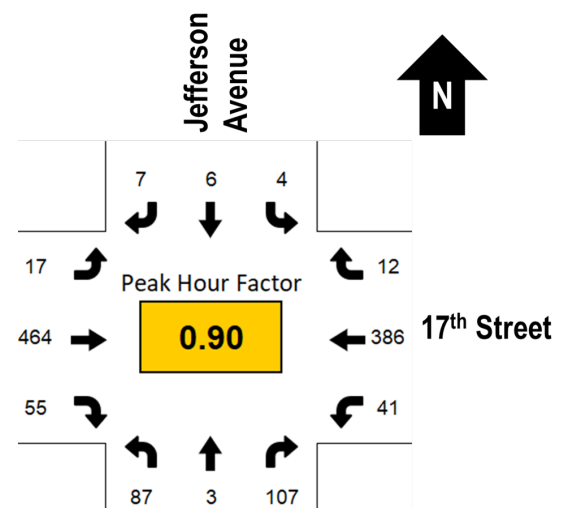 Jefferson
Avenue
N
7 6 4
17 12
Peak Hour Factor
0.90
464 386
17th Street
55 41
87 3 107